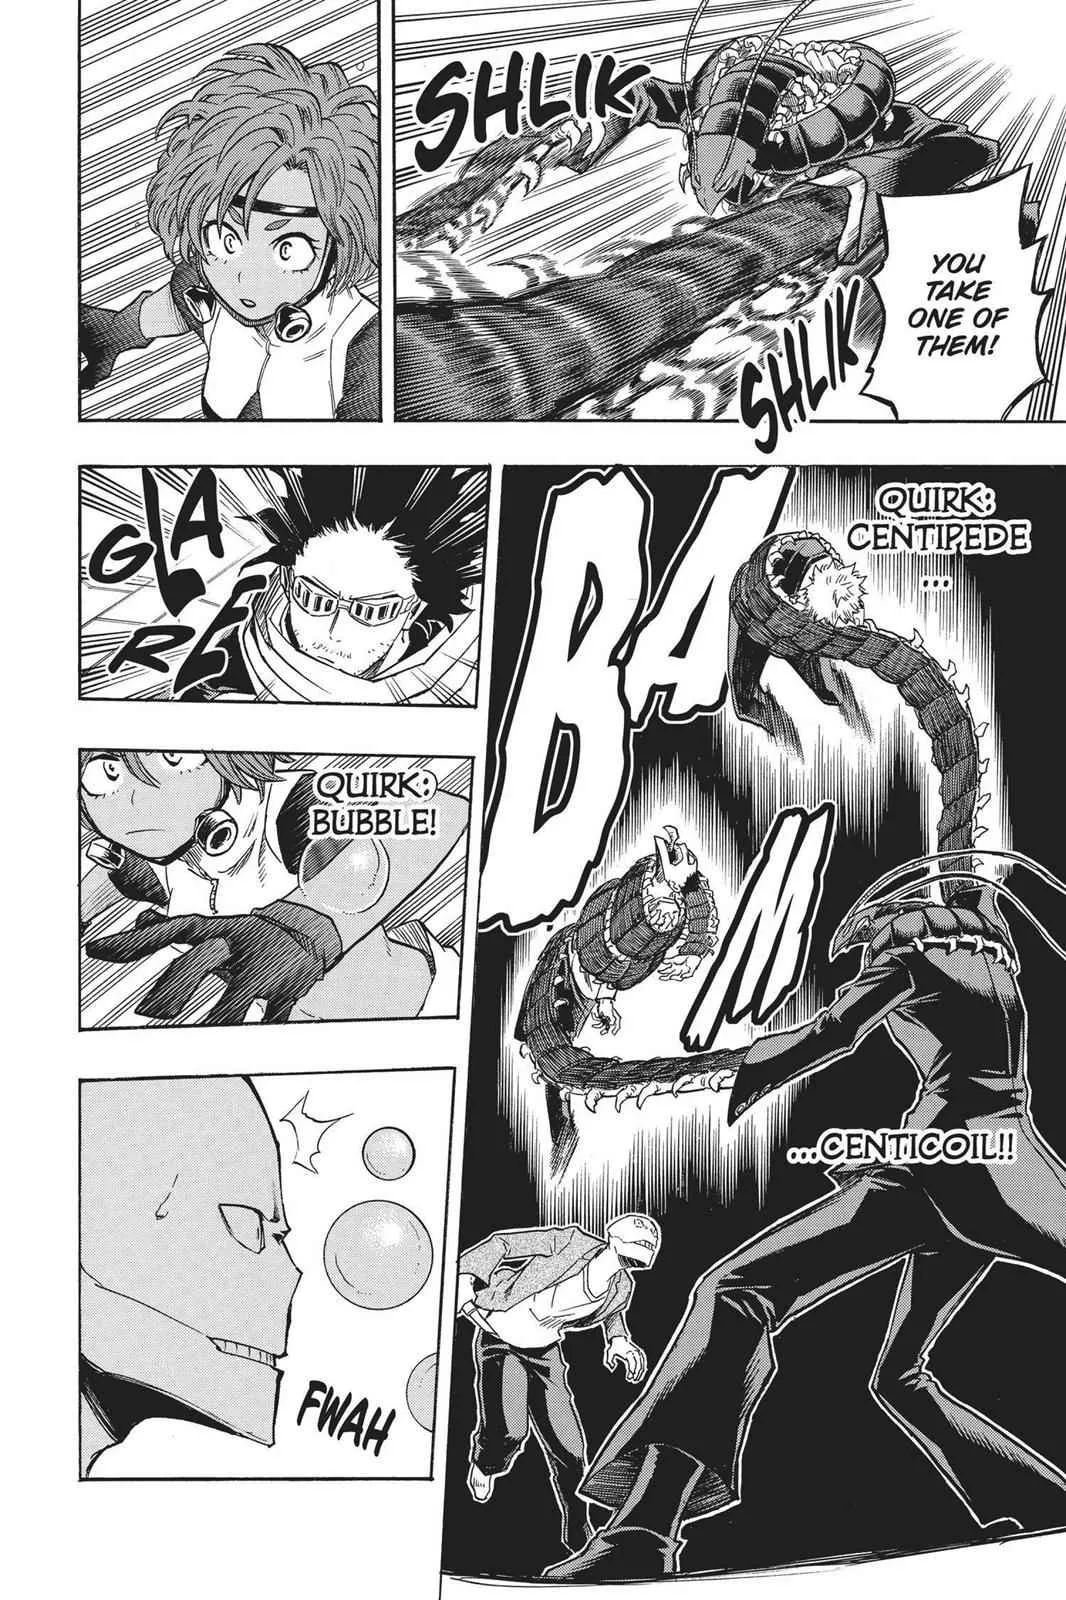 SHLIK
YOU
TAKE
ONE OF
THEM!
SHLIK
QUIRK:
CENTIPEDE
...
BAM
...CENTICOIL!!
GLARE
QUIRK:
BUBBLE!
FWAH